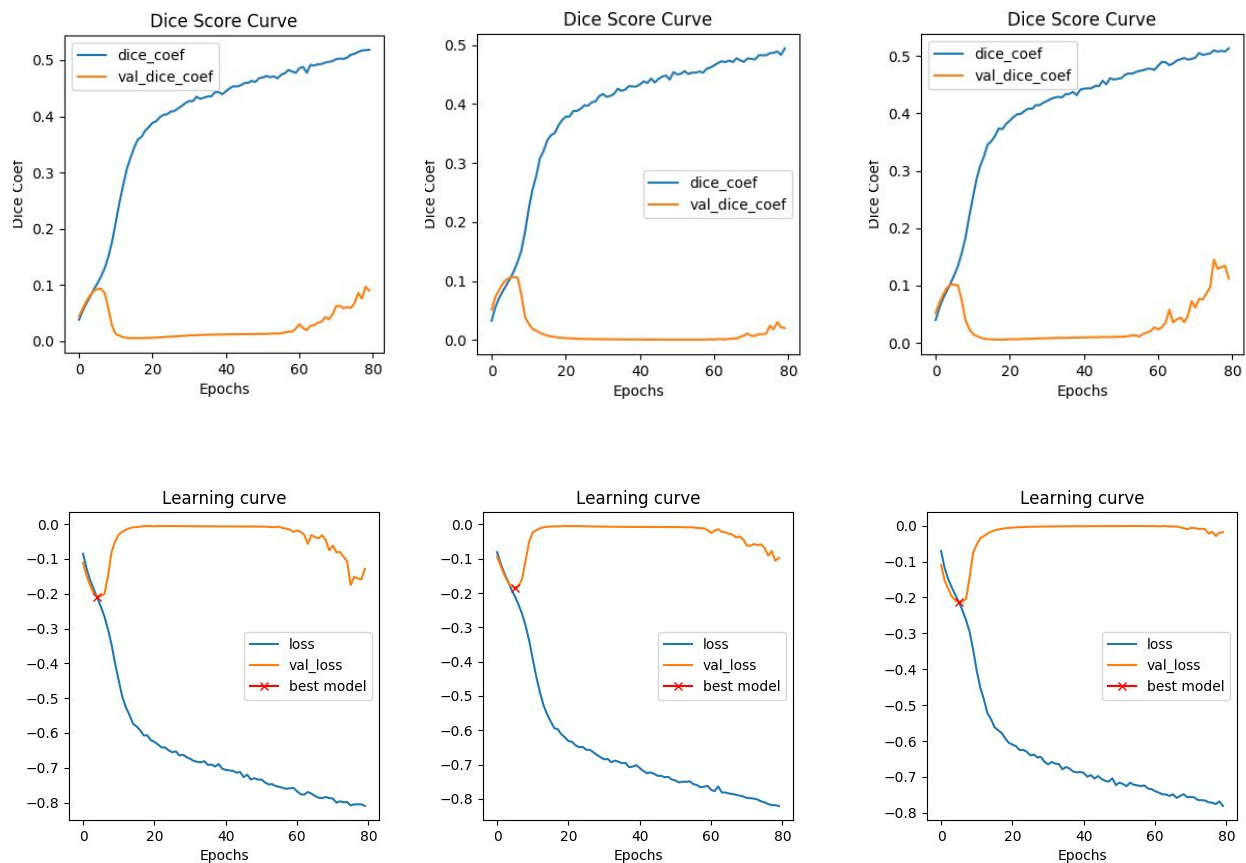 Dice Score Curve
0.5
0.4
0.3
0.2
0.1
0.0
Dice Coef
dice_coef
val_dice_coef
0 20 40 60 80
Epochs
Dice Score Curve
0.5
0.4
0.3
0.2
0.1
0.0
Dice Coef
dice_coef
val_dice_coef
0 20 40 60 80
Epochs
Dice Score Curve
0.5
0.4
0.3
0.2
0.1
0.0
Dice Coef
dice_coef
val_dice_coef
0 20 40 60 80
Epochs
Learning curve
0.0
−0.1
−0.2
−0.3
−0.4
−0.5
−0.6
−0.7
−0.8
loss
val_loss
best model
0 20 40 60 80
Epochs
Learning curve
0.0
−0.1
−0.2
−0.3
−0.4
−0.5
−0.6
−0.7
−0.8
loss
val_loss
best model
0 20 40 60 80
Epochs
Learning curve
0.0
−0.1
−0.2
−0.3
−0.4
−0.5
−0.6
−0.7
−0.8
loss
val_loss
best model
0 20 40 60 80
Epochs